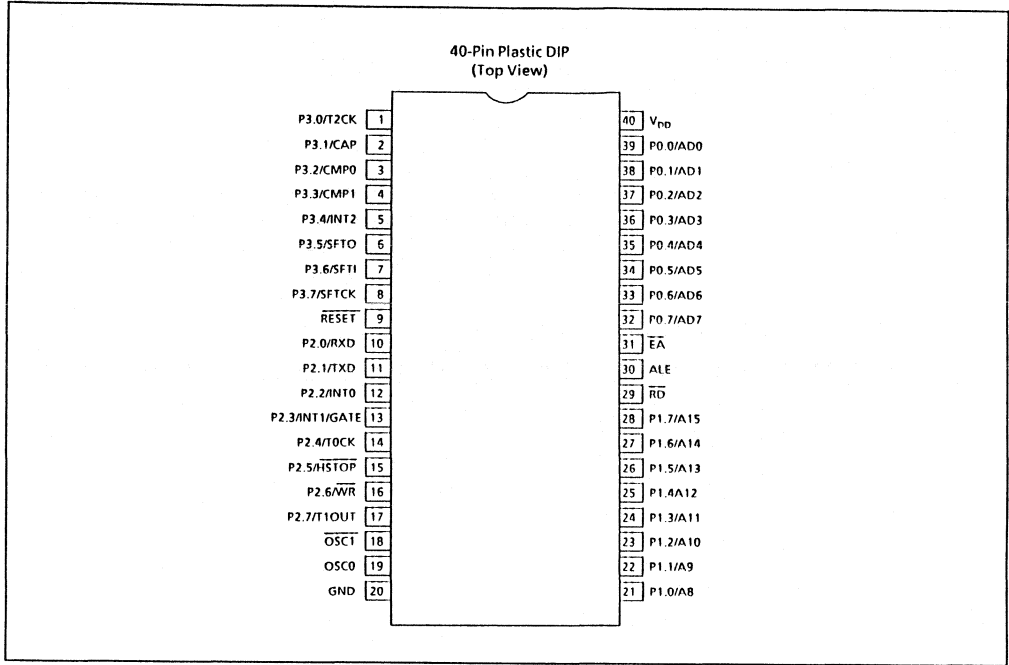 40-Pin Plastic DIP
(Top View)
P3.0/T2CK 1
P3.1/CAP 2
P3.2/CMP0 3
P3.3/CMP1 4
P3.4/INT2 5
P3.5/SFTO 6
P3.6/SFTI 7
P3.7/SFTCK 8
RESET 9
P2.0/RXD 10
P2.1/TXD 11
P2.2/INT0 12
P2.3/INT1/GATE 13
P2.4/T0CK 14
P2.5/HSTOP 15
P2.6/WR 16
P2.7/T1OUT 17
OSC1 18
OSC0 19
GND 20
40 VDD
39 P0.0/AD0
38 P0.1/AD1
37 P0.2/AD2
36 P0.3/AD3
35 P0.4/AD4
34 P0.5/AD5
33 P0.6/AD6
32 P0.7/AD7
31 EA
30 ALE
29 RD
28 P1.7/A15
27 P1.6/A14
26 P1.5/A13
25 P1.4A12
24 P1.3/A11
23 P1.2/A10
22 P1.1/A9
21 P1.0/A8